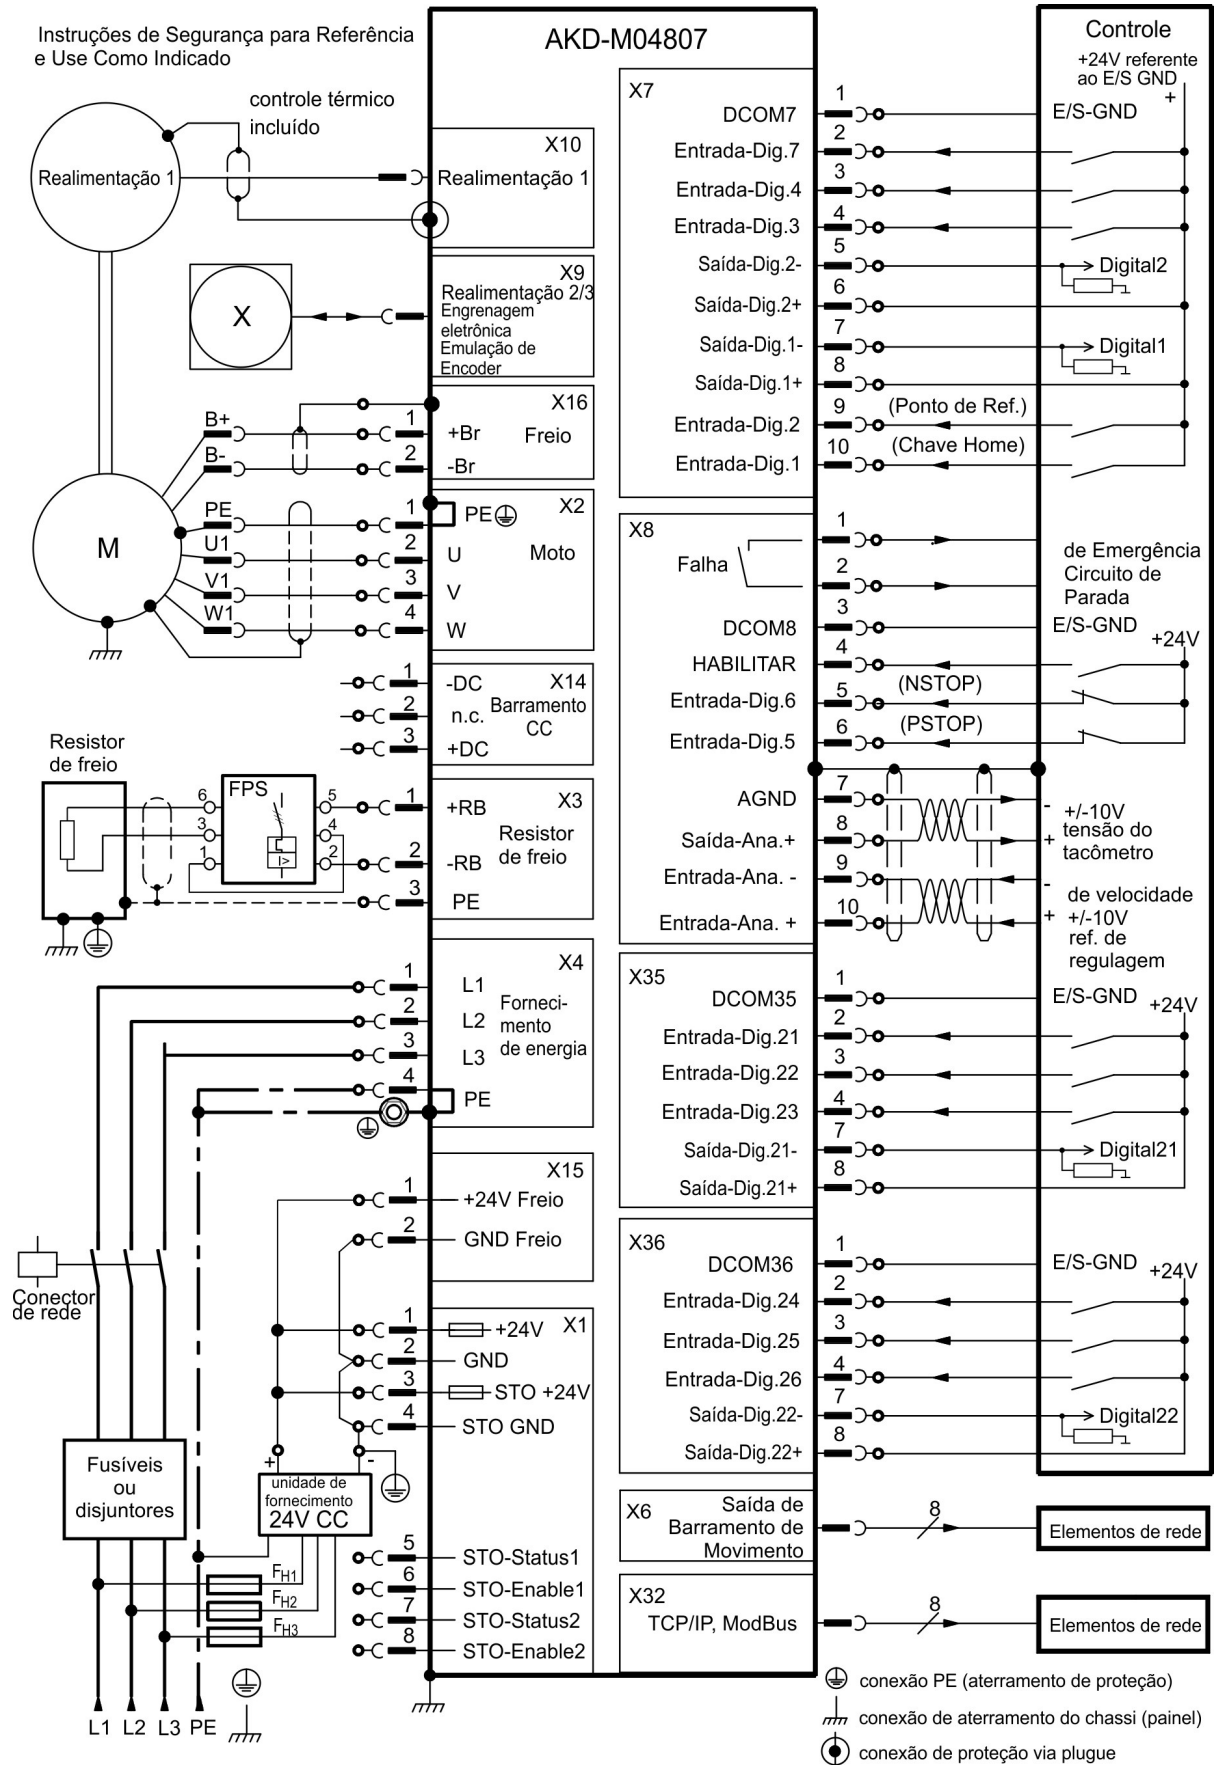 Instruções de Segurança para Referência
e Use Como Indicado
AKD-M04807
controle térmico
incluído
Realimentação 1
X10
Realimentação 1
X
X9
Realimentação 2/3
Engrenagem
eletrônica
Emulação de
Encoder
X16
B+
1
+Br
Freio
B-
2
-Br
M
X2
Moto
PE
1
PE
U1
2
U
V1
3
V
W1
4
W
X14
Barramento
CC
1
-DC
2
n.c.
3
+DC
Resistor
de freio
FPS
6
5
3
4
1
2
I>
X3
Resistor
de freio
1
+RB
2
-RB
3
PE
X4
Forneci-
mento
de energia
1
L1
2
L2
3
L3
4
PE
X15
1
+24V Freio
2
GND Freio
Conector
de rede
X1
1
+24V
2
GND
3
STO +24V
4
STO GND
+
-
Fusíveis
ou
disjuntores
unidade de
fornecimento
24V CC
5
STO-Status1
6
STO-Enable1
7
STO-Status2
8
STO-Enable2
FH1
FH2
FH3
L1
L2
L3
PE
X7
1
DCOM7
2
Entrada-Dig.7
3
Entrada-Dig.4
4
Entrada-Dig.3
5
Saída-Dig.2-
6
Saída-Dig.2+
7
Saída-Dig.1-
8
Saída-Dig.1+
9
Entrada-Dig.2
(Ponto de Ref.)
10
Entrada-Dig.1
(Chave Home)
Controle
+24V referente
ao E/S GND
+
E/S-GND
Digital2
Digital1
X8
Falha
1
2
3
DCOM8
4
HABILITAR
5
Entrada-Dig.6
(NSTOP)
6
Entrada-Dig.5
(PSTOP)
7
AGND
8
Saída-Ana.+
9
Entrada-Ana. -
10
Entrada-Ana. +
de Emergência
Circuito de
Parada
E/S-GND
+24V
-
+/-10V
tensão do
+
tacômetro
-
de velocidade
+
+/-10V
ref. de
regulagem
X35
1
DCOM35
2
Entrada-Dig.21
3
Entrada-Dig.22
4
Entrada-Dig.23
7
Saída-Dig.21-
8
Saída-Dig.21+
E/S-GND
+24V
Digital21
X36
1
DCOM36
2
Entrada-Dig.24
3
Entrada-Dig.25
4
Entrada-Dig.26
7
Saída-Dig.22-
8
Saída-Dig.22+
E/S-GND
+24V
Digital22
X6
Saída de
Barramento de
Movimento
8
Elementos de rede
X32
TCP/IP, ModBus
8
Elementos de rede
conexão PE (aterramento de proteção)
conexão de aterramento do chassi (painel)
conexão de proteção via plugue